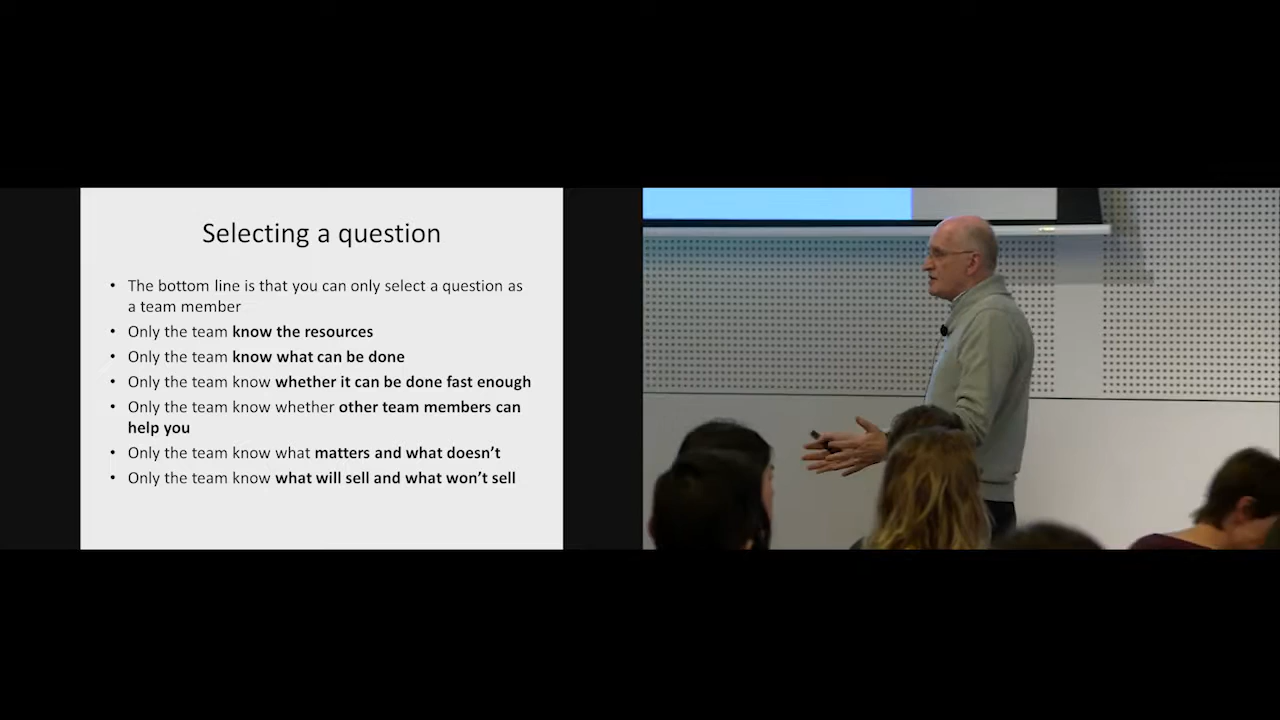 Selecting a question
• The bottom line is that you can only select a question as
a team member
• Only the team know the resources
• Only the team know what can be done
• Only the team know whether it can be done fast enough
• Only the team know whether other team members can
help you
• Only the team know what matters and what doesn’t
• Only the team know what will sell and what won’t sell